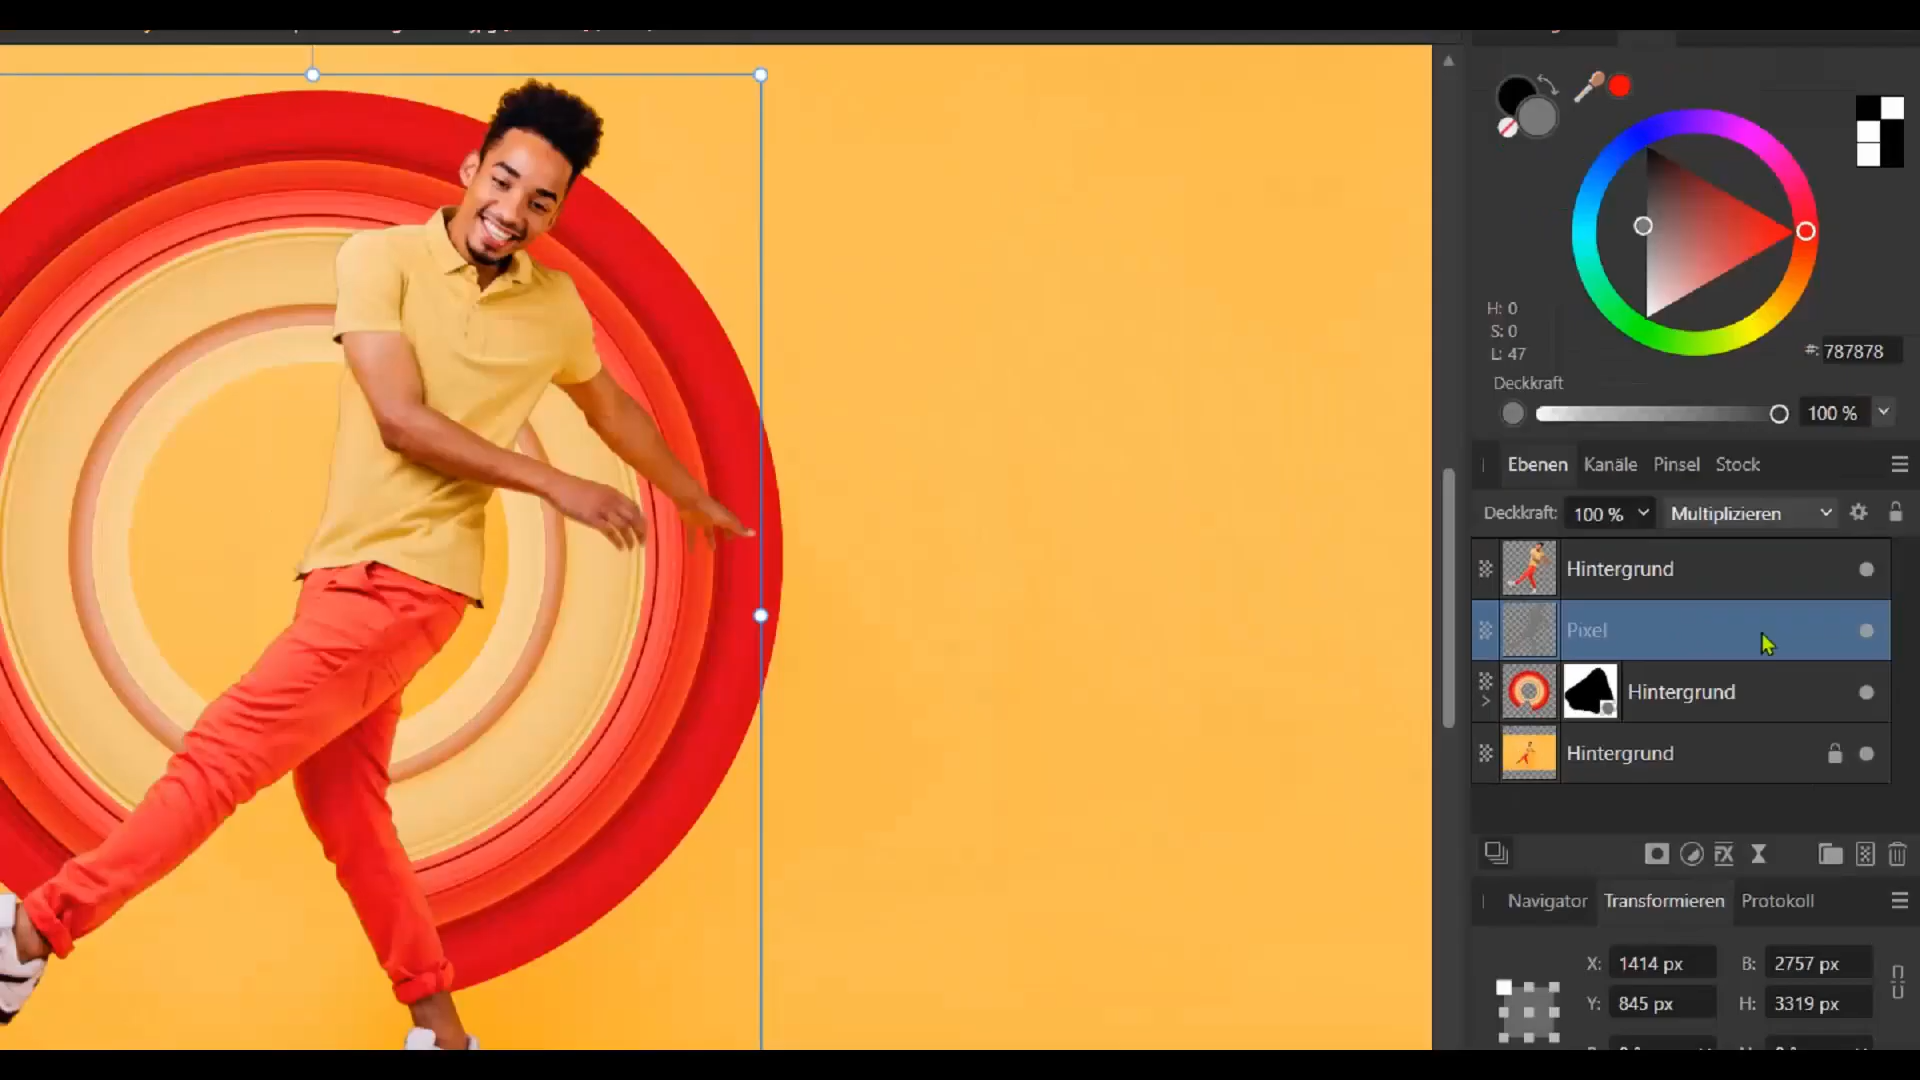 H: 0
S: 0
L: 47
#: 787878
Deckkraft
100 %
Ebenen Kanäle Pinsel Stock
Deckkraft: 100 % Multiplizieren
Hintergrund
Pixel
Hintergrund
Hintergrund
FX
Navigator Transformieren Protokoll
X: 1414 px B: 2757 px
Y: 845 px H: 3319 px